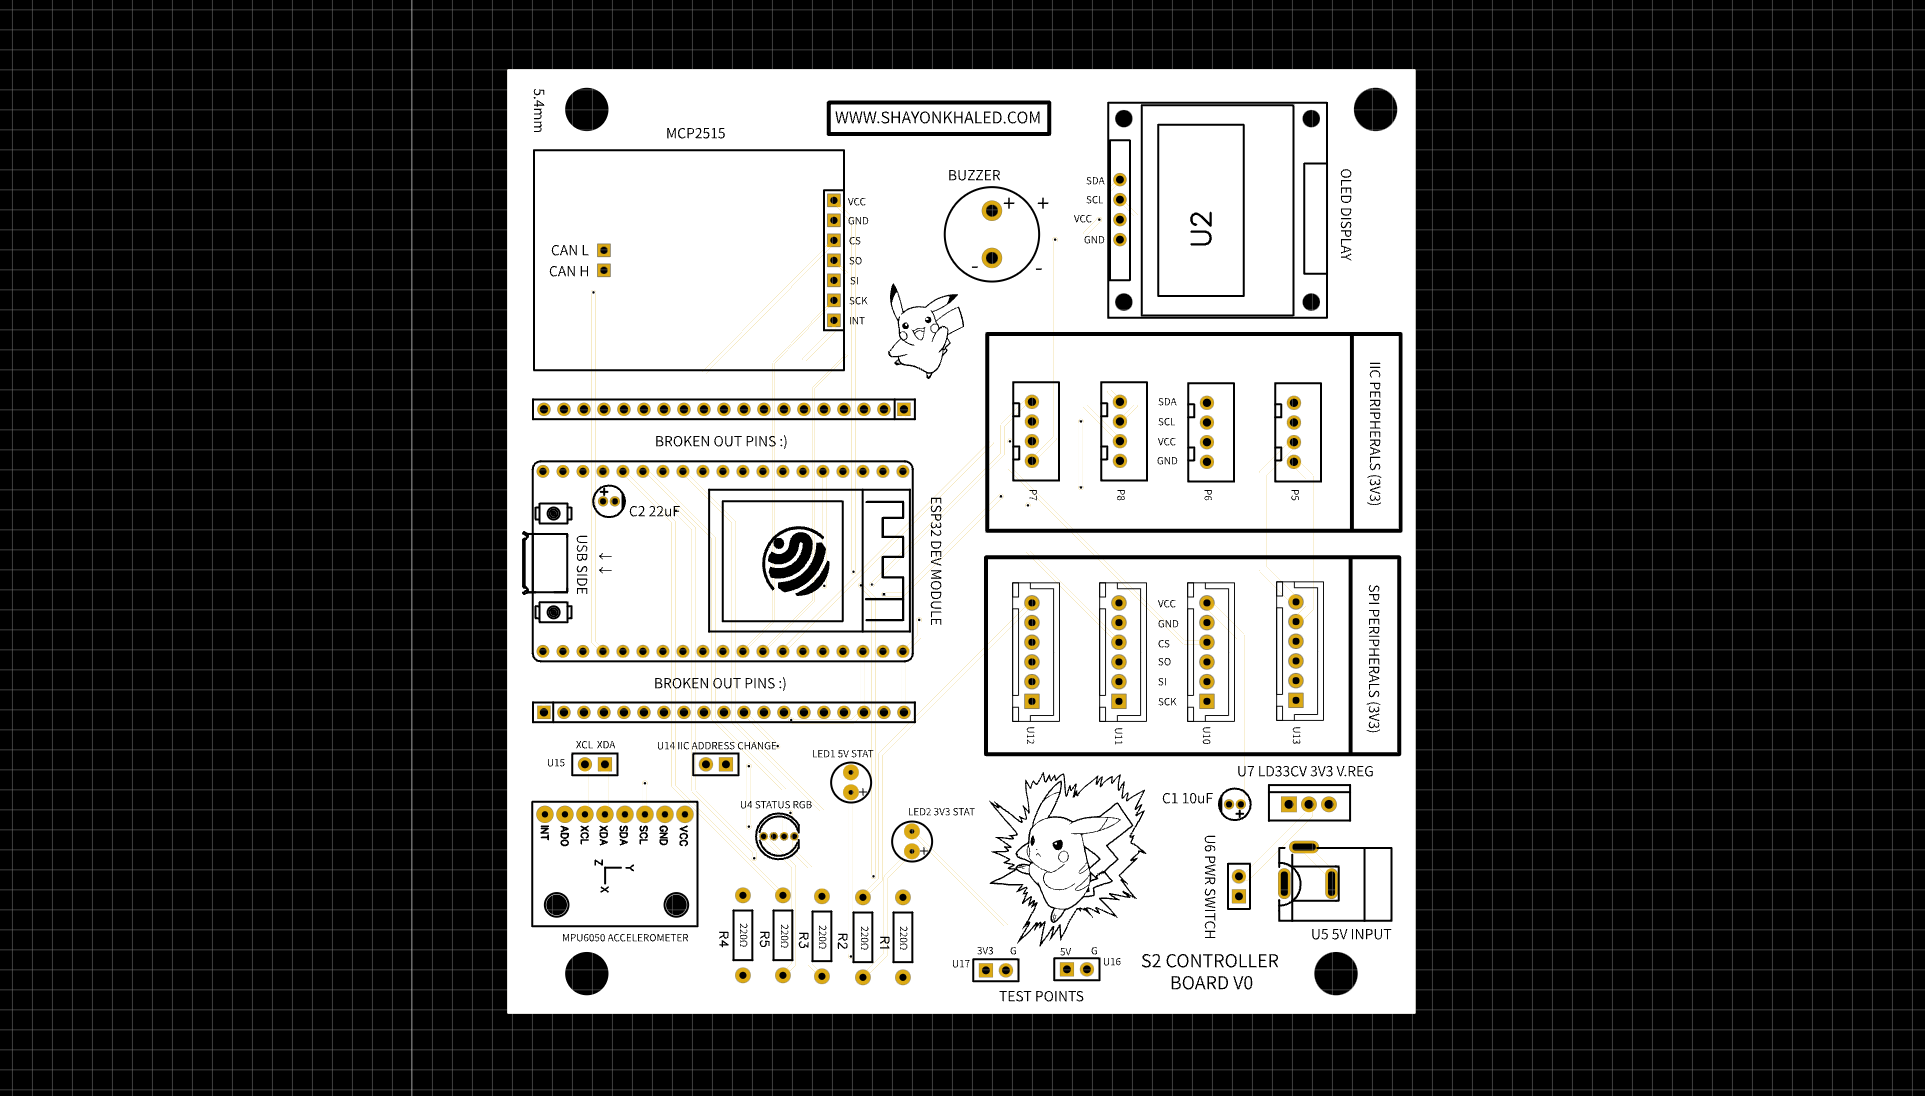 5.4mm
WWW.SHAYONKHALED.COM
MCP2515
BUZZER
+
+
-
-
VCC
GND
CS
SO
SI
SCK
INT
CAN L
CAN H
SDA
SCL
VCC
GND
U2
OLED DISPLAY
BROKEN OUT PINS :)
SDA
SCL
VCC
GND
P7
P8
P6
P5
IIC PERIPHERALS (3V3)
+
C2 22uF
USB SIDE
ESP32 DEV MODULE
BROKEN OUT PINS :)
VCC
GND
CS
SO
SI
SCK
U12
U11
U10
U13
SPI PERIPHERALS (3V3)
XCL XDA
U15
U14 IIC ADDRESS CHANGE
LED1 5V STAT
+
U4 STATUS RGB
LED2 3V3 STAT
+
U7 LD33CV 3V3 V.REG
C1 10uF
+
U6 PWR SWITCH
U5 5V INPUT
INT
ADO
XCL
XDA
SDA
SCL
GND
VCC
Z
Y
X
MPU6050 ACCELEROMETER
R4
220Ω
R5
220Ω
R3
220Ω
R2
220Ω
R1
220Ω
3V3 G
U17
5V G
U16
TEST POINTS
S2 CONTROLLER
BOARD V0